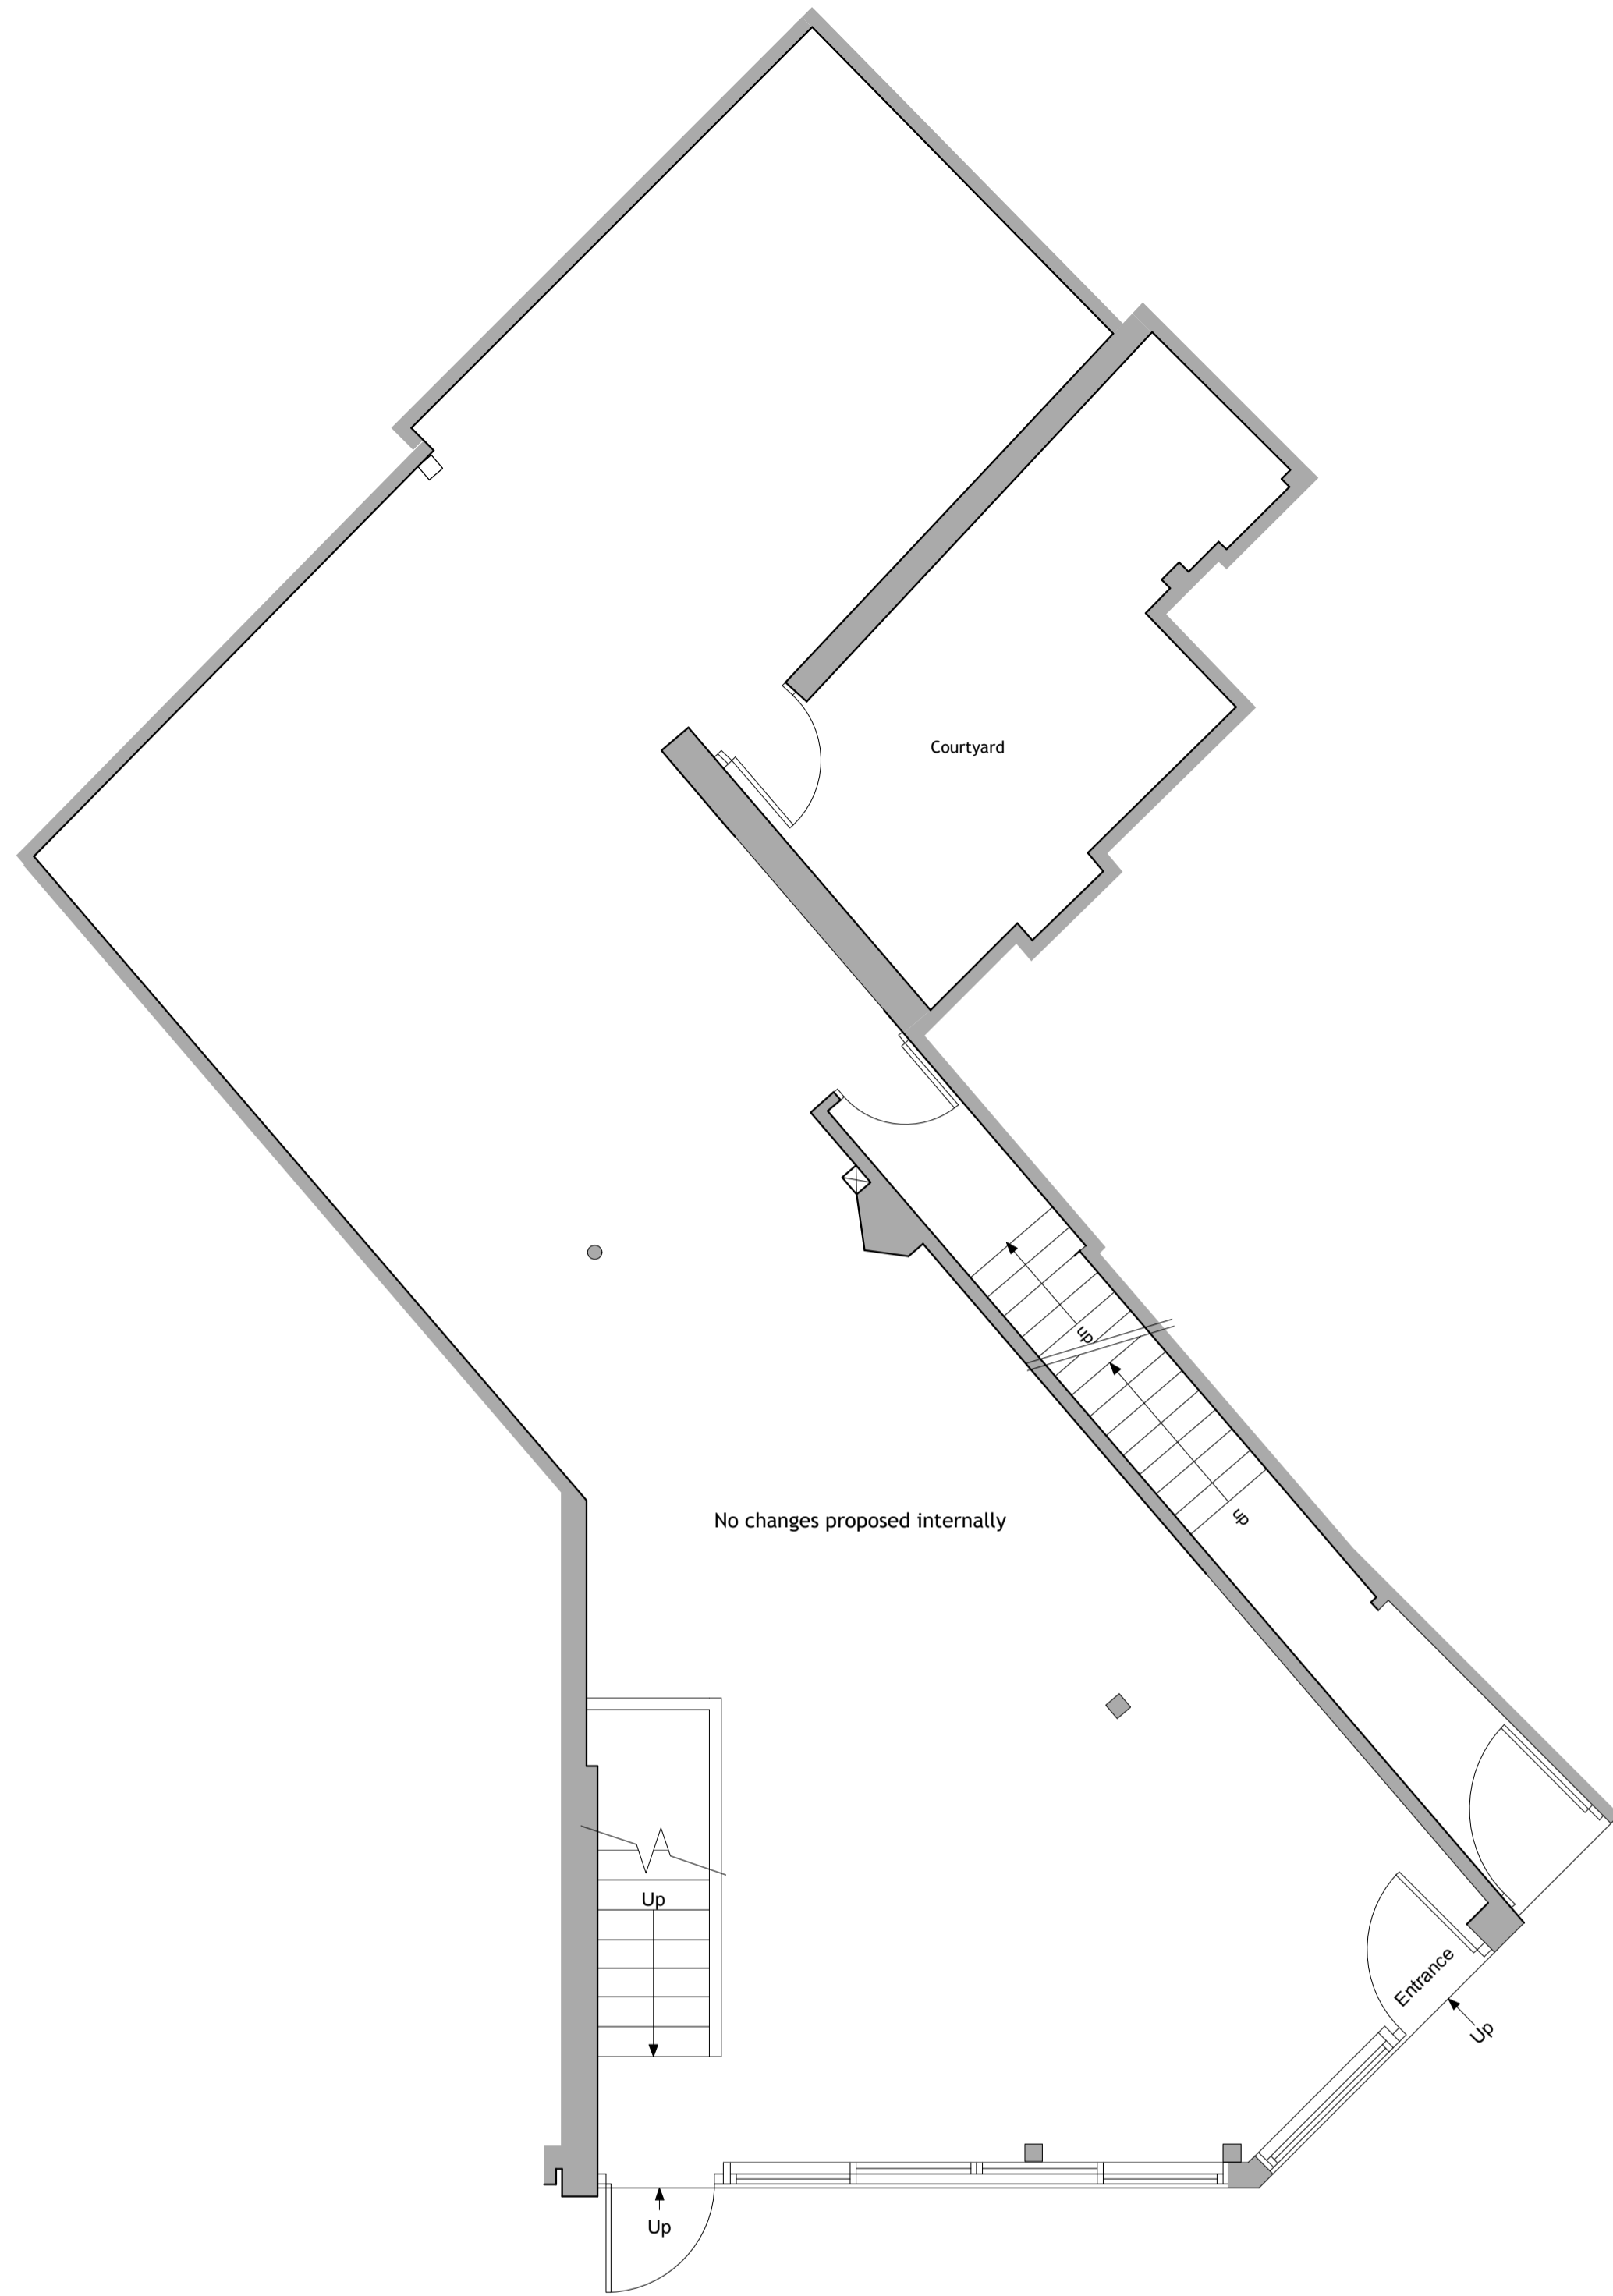 Courtyard
up
up
No changes proposed internally
Up
Entrance
Up
Up